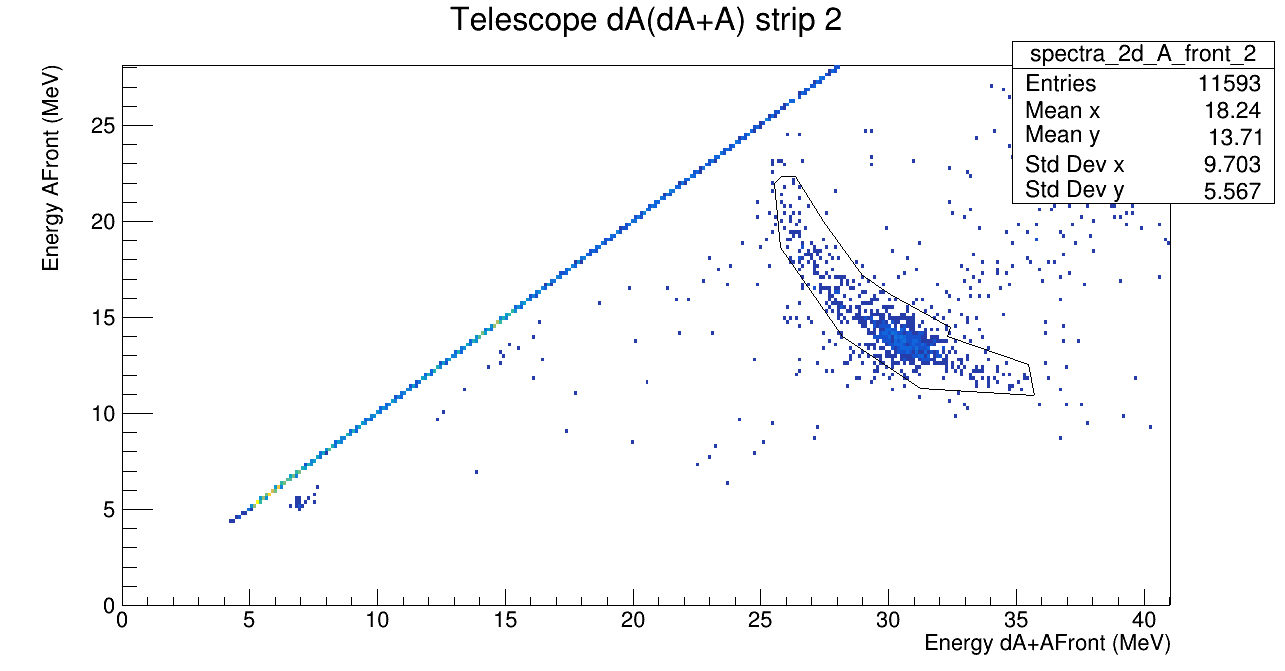 Telescope dA(dA+A) strip 2
spectra_2d_A_front_2
Entries 11593
Mean x 18.24
Mean y 13.71
Std Dev x 9.703
Std Dev y 5.567
Energy AFront (MeV)
25
20
15
10
5
0
0 5 10 15 20 25 30 35 40
Energy dA+AFront (MeV)